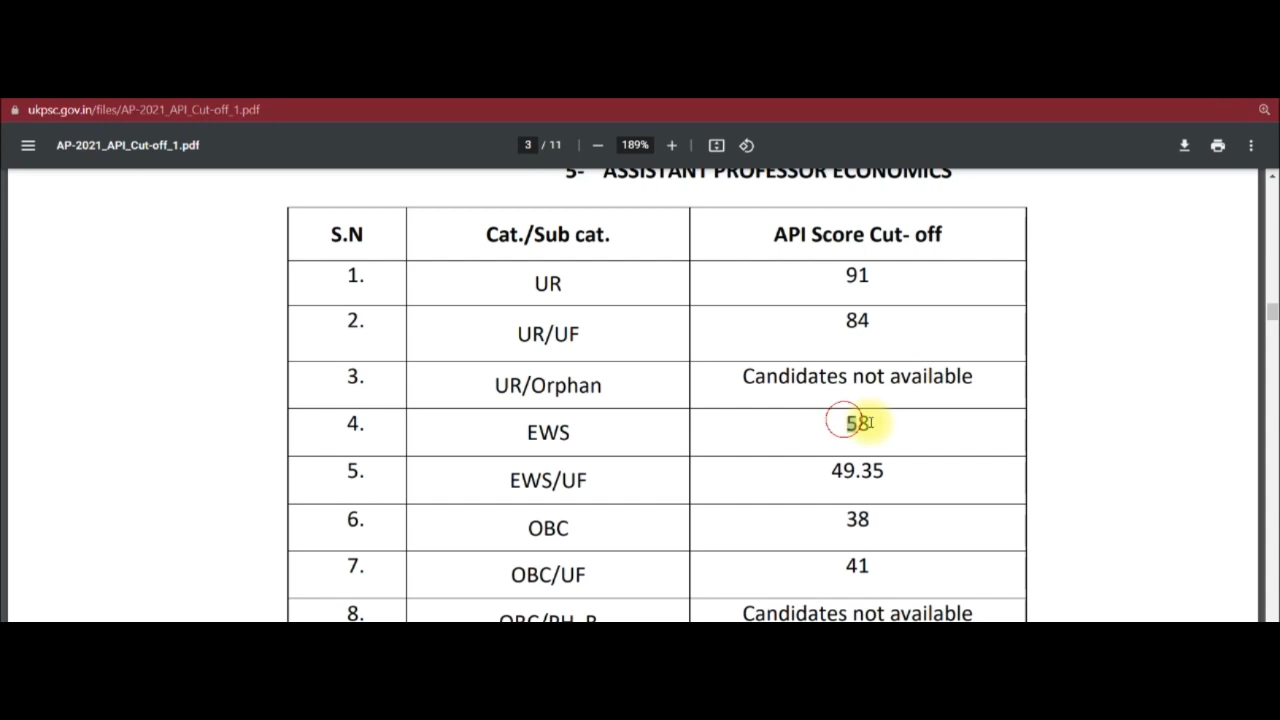 ukpsc.gov.in/files/AP-2021_API_Cut-off_1.pdf
AP-2021_API_Cut-off_1.pdf 3 / 11 189%
5- ASSISTANT PROFESSOR ECONOMICS
S.N Cat./Sub cat. API Score Cut- off
1. UR 91
2. UR/UF 84
3. UR/Orphan Candidates not available
4. EWS 58
5. EWS/UF 49.35
6. OBC 38
7. OBC/UF 41
8. Candidates not available